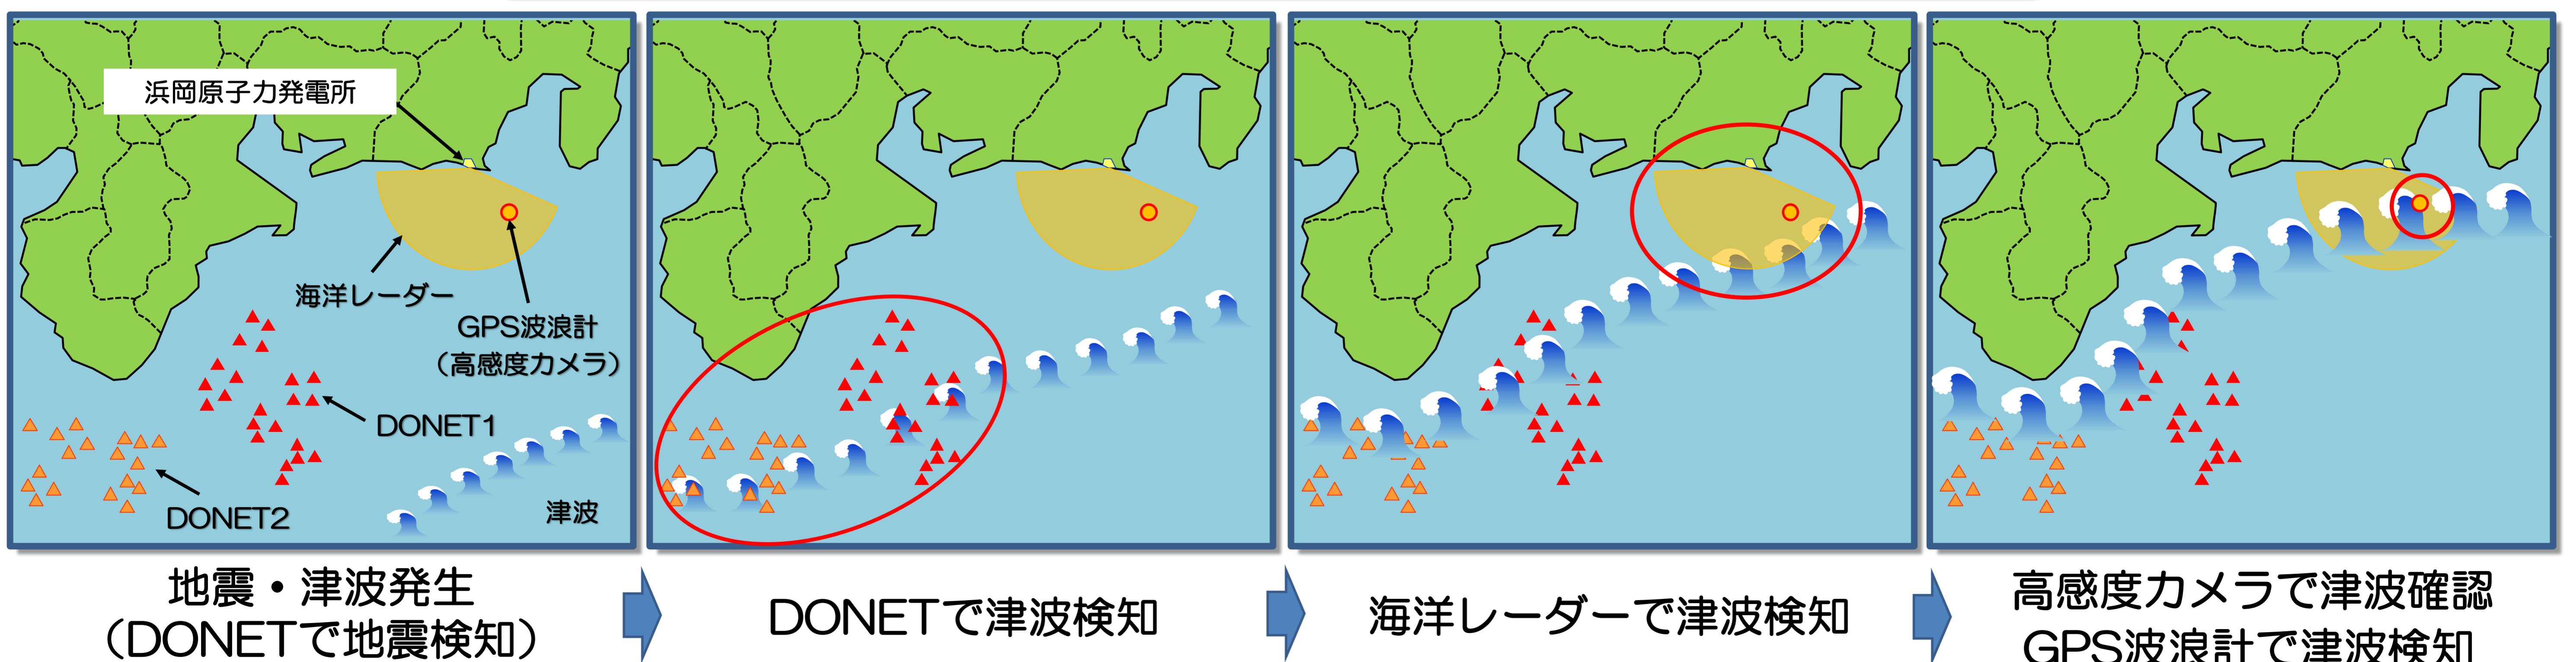 浜岡原子力発電所
海洋レーダー
GPS波浪計
（高感度カメラ）
DONET1
DONET2
津波
地震・津波発生
（DONETで地震検知）
DONETで津波検知
海洋レーダーで津波検知
高感度カメラで津波確認
GPS波浪計で津波検知